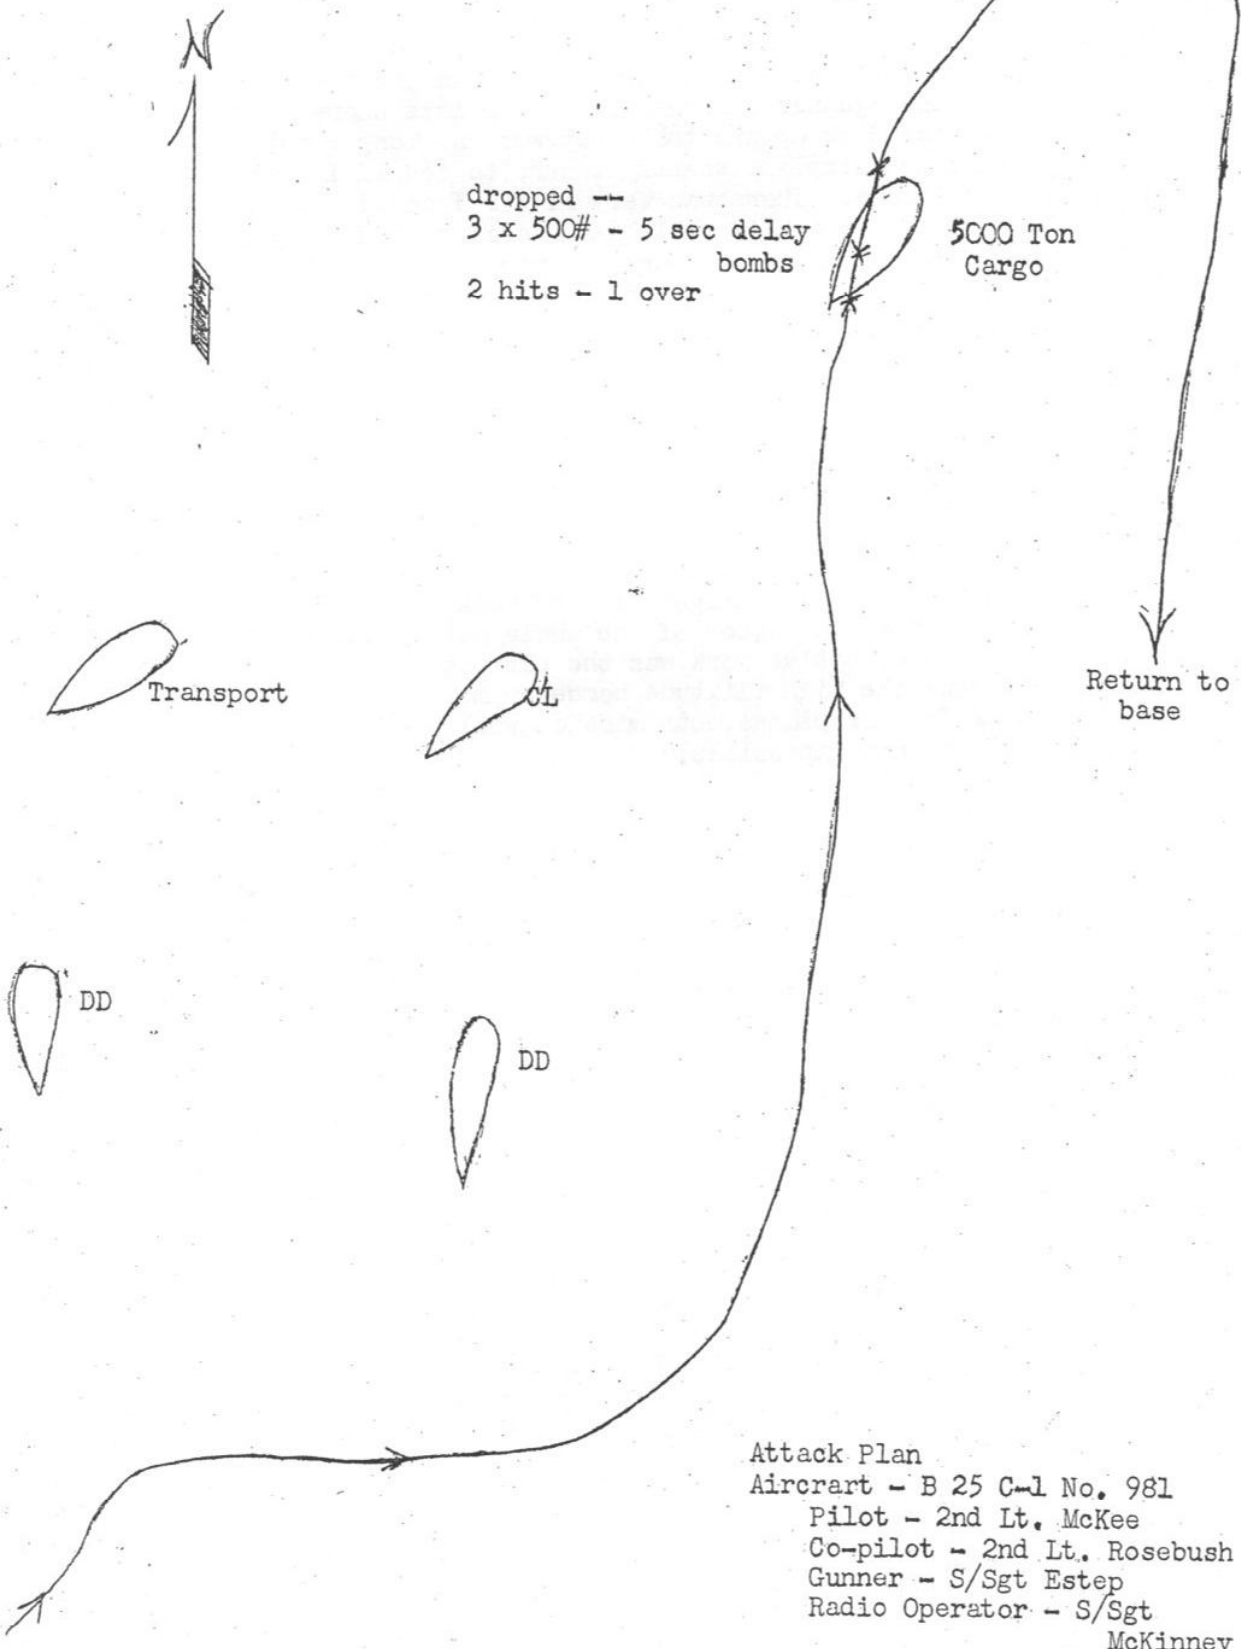 N
dropped --
3 x 500# - 5 sec delay
bombs
2 hits - 1 over
5000 Ton
Cargo
Transport
CL
Return to
base
DD
DD
Attack Plan
Aircrart - B 25 C-1 No. 981
Pilot - 2nd Lt. McKee
Co-pilot - 2nd Lt. Rosebush
Gunner - S/Sgt Estep
Radio Operator - S/Sgt
McKinney